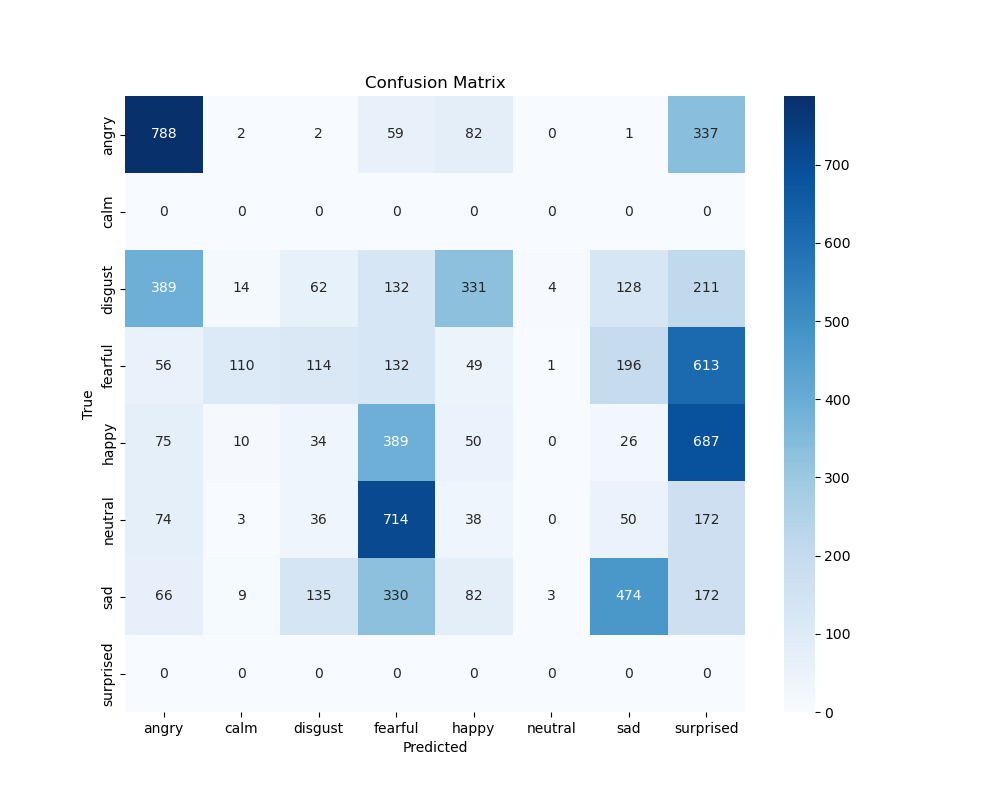 Confusion Matrix
angry 788 2 2 59 82 0 1 337
calm 0 0 0 0 0 0 0 0
disgust 389 14 62 132 331 4 128 211
fearful 56 110 114 132 49 1 196 613
happy 75 10 34 389 50 0 26 687
neutral 74 3 36 714 38 0 50 172
sad 66 9 135 330 82 3 474 172
surprised 0 0 0 0 0 0 0 0
True
angry calm disgust fearful happy neutral sad surprised
Predicted
700
600
500
400
300
200
100
0